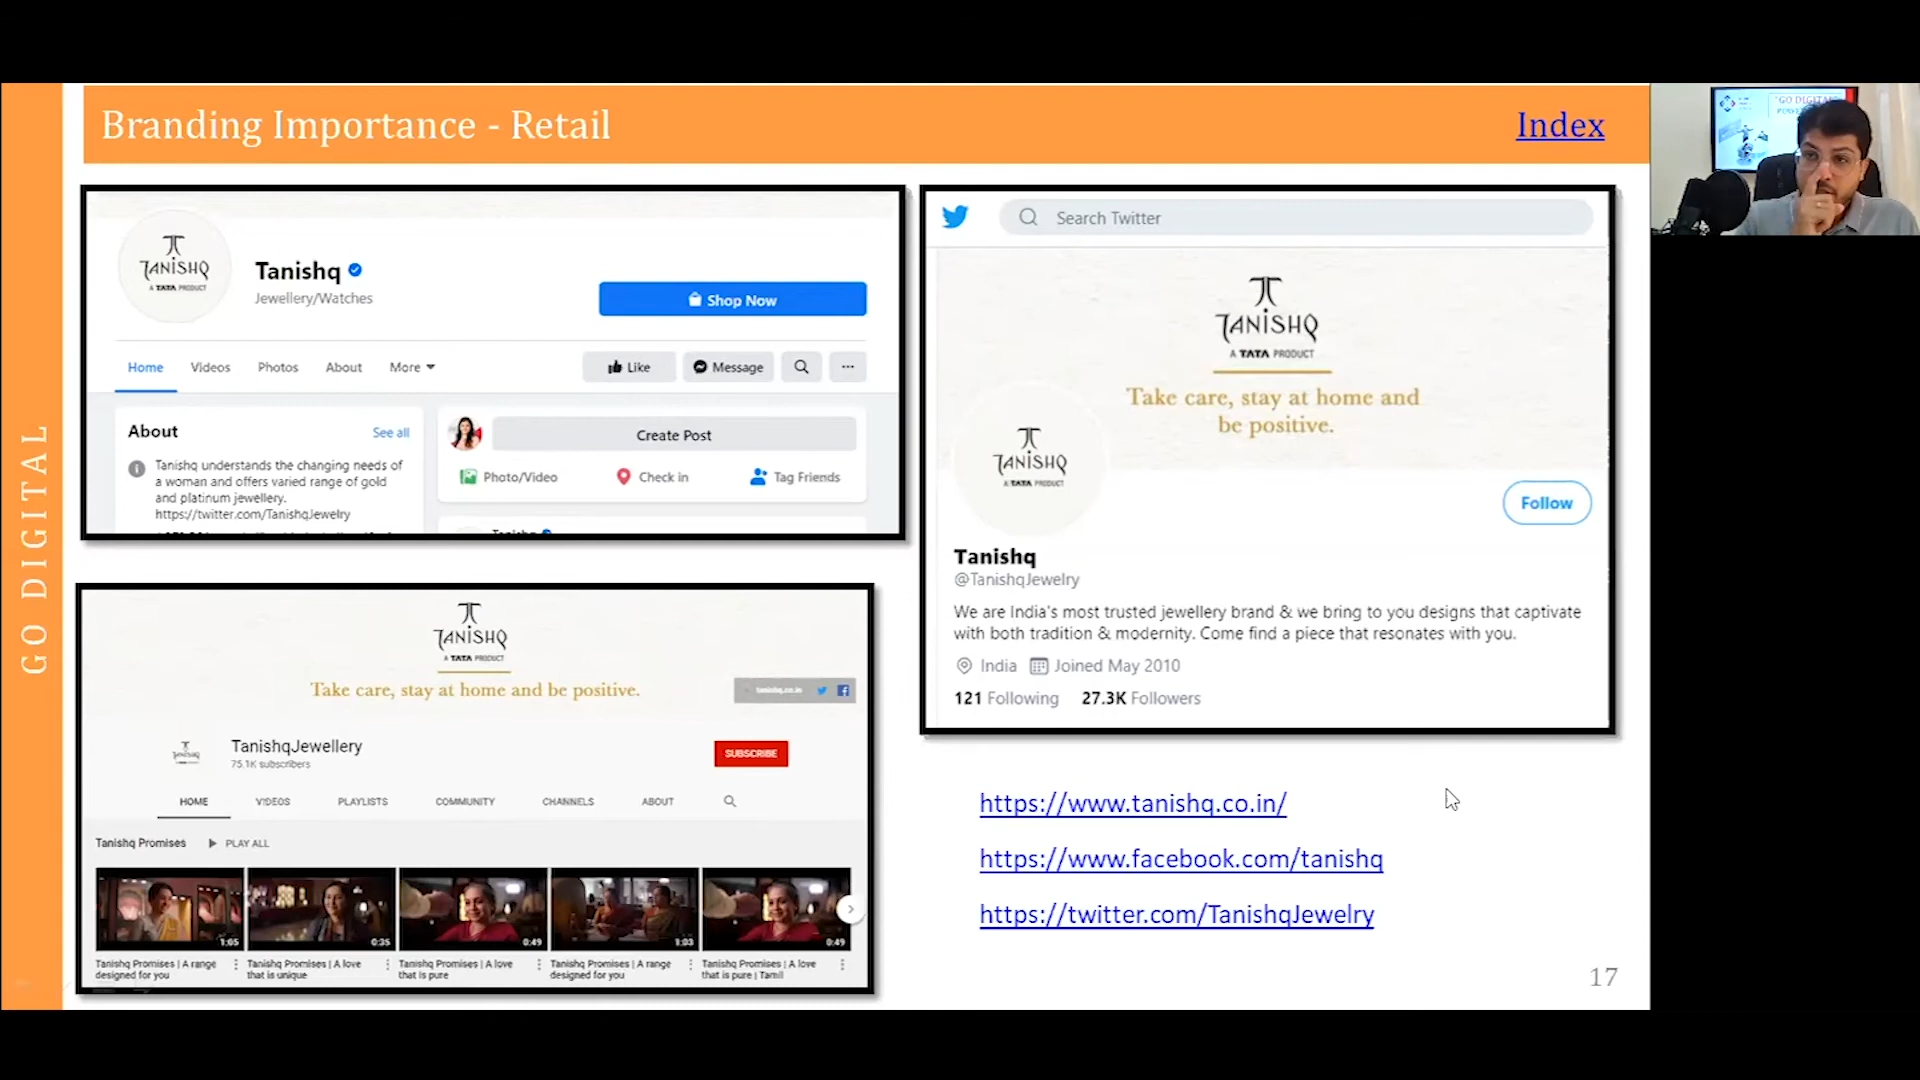 Branding Importance - Retail
Index
GO DIGITAL
TANISHQ
A TATA PRODUCT
Tanishq
Jewellery/Watches
Shop Now
Home Videos Photos About More
Like Message
About See all
Tanishq understands the changing needs of
a woman and offers varied range of gold
and platinum jewellery.
https://twitter.com/TanishqJewelry
Create Post
Photo/Video Check in Tag Friends
Tanishq
Search Twitter
TANISHQ
A TATA PRODUCT
Take care, stay at home and
be positive.
TANISHQ
A TATA PRODUCT
Follow
Tanishq
@TanishqJewelry
We are India's most trusted jewellery brand & we bring to you designs that captivate
with both tradition & modernity. Come find a piece that resonates with you.
India Joined May 2010
121 Following 27.3K Followers
TANISHQ
A TATA PRODUCT
Take care, stay at home and be positive.
tanishq.co.in
TANISHQ
TanishqJewellery
75.1K subscribers
SUBSCRIBE
HOME VIDEOS PLAYLISTS COMMUNITY CHANNELS ABOUT
Tanishq Promises PLAY ALL
1:05 0:35 0:49 1:03 0:49
Tanishq Promises | A range
designed for you
Tanishq Promises | A love
that is unique
Tanishq Promises | A love
that is pure
Tanishq Promises | A range
designed for you
Tanishq Promises | A love
that is pure | Tamil
https://www.tanishq.co.in/
https://www.facebook.com/tanishq
https://twitter.com/TanishqJewelry
17
"GO DIGITAL"